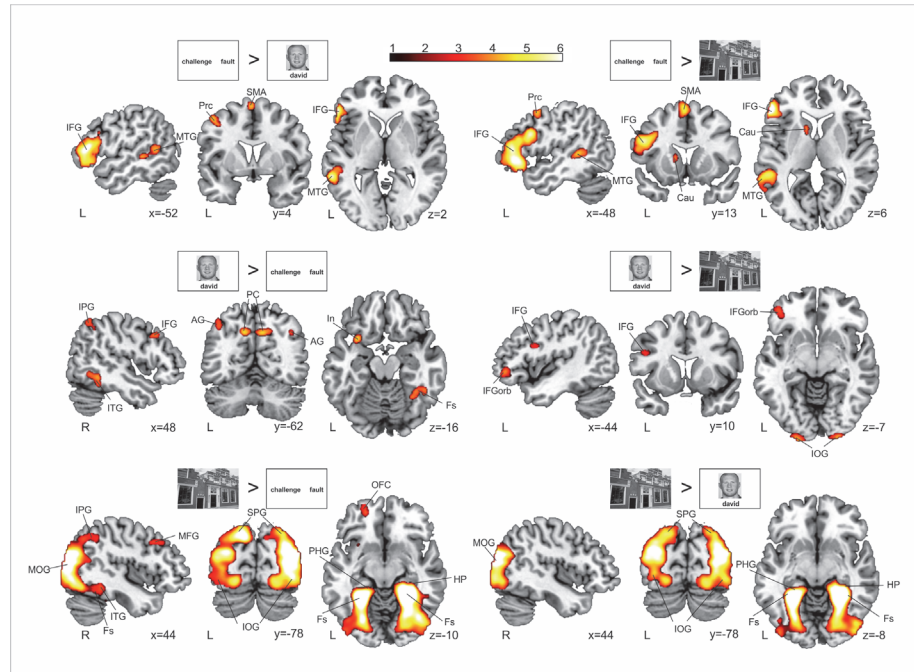 challenge fault > david
1 2 3 4 5 6
challenge fault >
IFG MTG L x=-52
Prc SMA L y=4
IFG MTG L z=2
Prc IFG MTG L x=-48
SMA IFG Cau L y=13
IFG Cau MTG L z=6
david > challenge fault
david >
IPG IFG ITG R x=48
PC AG AG L y=-62
In Fs L z=-16
IFG IFGorb L x=-44
IFG L y=10
IFGorb IOG L z=-7
> challenge fault
> david
IPG MFG MOG ITG Fs R x=44
SPG IOG L y=-78
OFC PHG HP Fs Fs L z=-10
MOG R x=44
SPG IOG L y=-78
PHG HP Fs Fs L z=-8